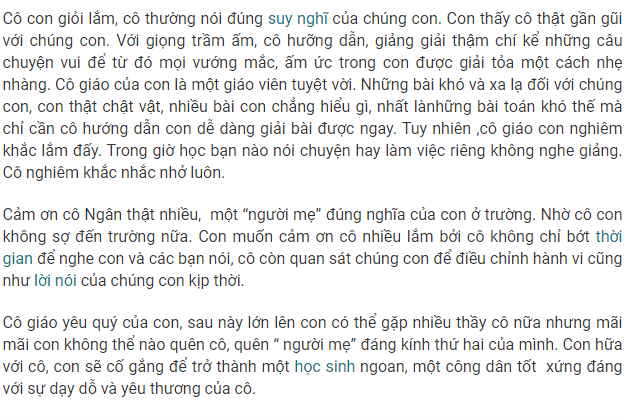 Cô con giỏi lắm, cô thường nói đúng suy nghĩ của chúng con. Con thấy cô thật gần gũi
với chúng con. Với giọng trầm ấm, cô hưỡng dẫn, giảng giải thậm chí kể những câu
chuyện vui để từ đó mọi vướng mắc, ấm ức trong con được giải tỏa một cách nhẹ
nhàng. Cô giáo của con là một giáo viên tuyệt vời. Những bài khó và xa lạ đối với chúng
con, con thật chật vật, nhiều bài con chẳng hiểu gì, nhất lànhững bài toán khó thế mà
chỉ cần cô hướng dẫn con dễ dàng giải bài được ngay. Tuy nhiên ,cô giáo con nghiêm
khắc lắm đấy. Trong giờ học bạn nào nói chuyện hay làm việc riêng không nghe giảng.
Cô nghiêm khắc nhắc nhở luôn.
Cảm ơn cô Ngân thật nhiều, một “người mẹ” đúng nghĩa của con ở trường. Nhờ cô con
không sợ đến trường nữa. Con muốn cảm ơn cô nhiều lắm bởi cô không chỉ bớt thời
gian để nghe con và các bạn nói, cô còn quan sát chúng con để điều chỉnh hành vi cũng
như lời nói của chúng con kịp thời.
Cô giáo yêu quý của con, sau này lớn lên con có thể gặp nhiều thầy cô nữa nhưng mãi
mãi con không thể nào quên cô, quên “ người mẹ” đáng kính thứ hai của mình. Con hữa
với cô, con sẽ cố gắng để trở thành một học sinh ngoan, một công dân tốt xứng đáng
với sự dạy dỗ và yêu thương của cô.